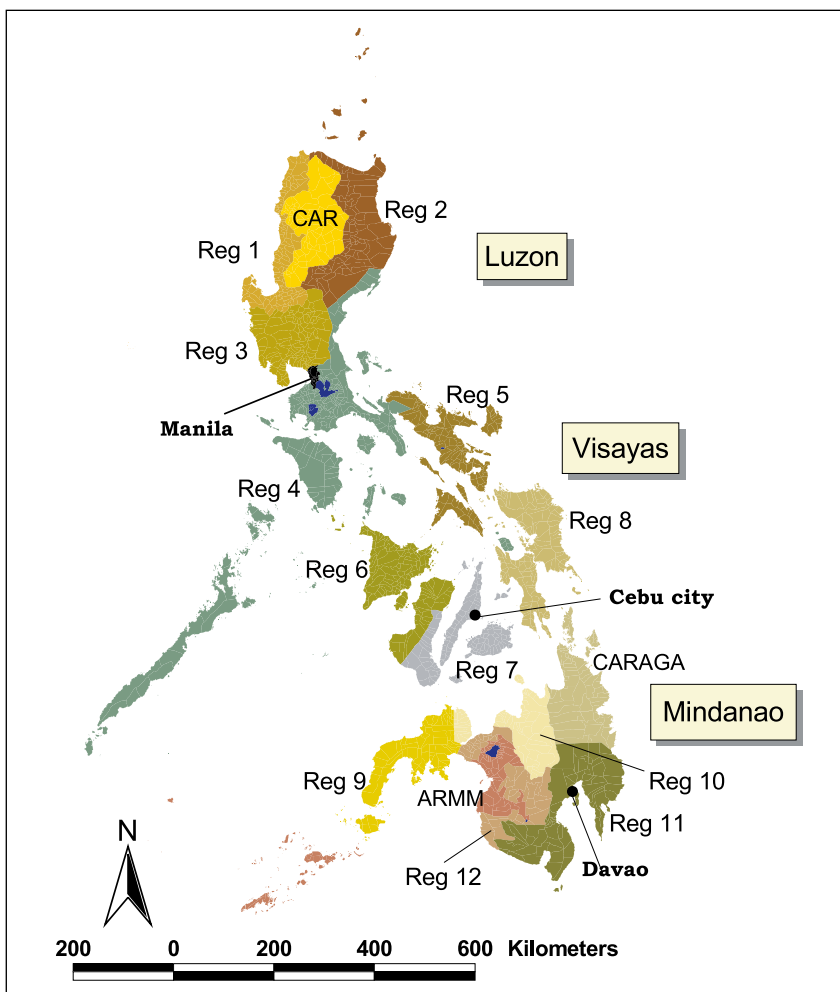 CAR
Reg 2
Reg 1
Luzon
Reg 3
Manila
Reg 5
Visayas
Reg 4
Reg 8
Reg 6
Cebu city
Reg 7
CARAGA
Mindanao
Reg 9
Reg 10
ARMM
Reg 11
N
Reg 12
Davao
200 0 200 400 600 Kilometers